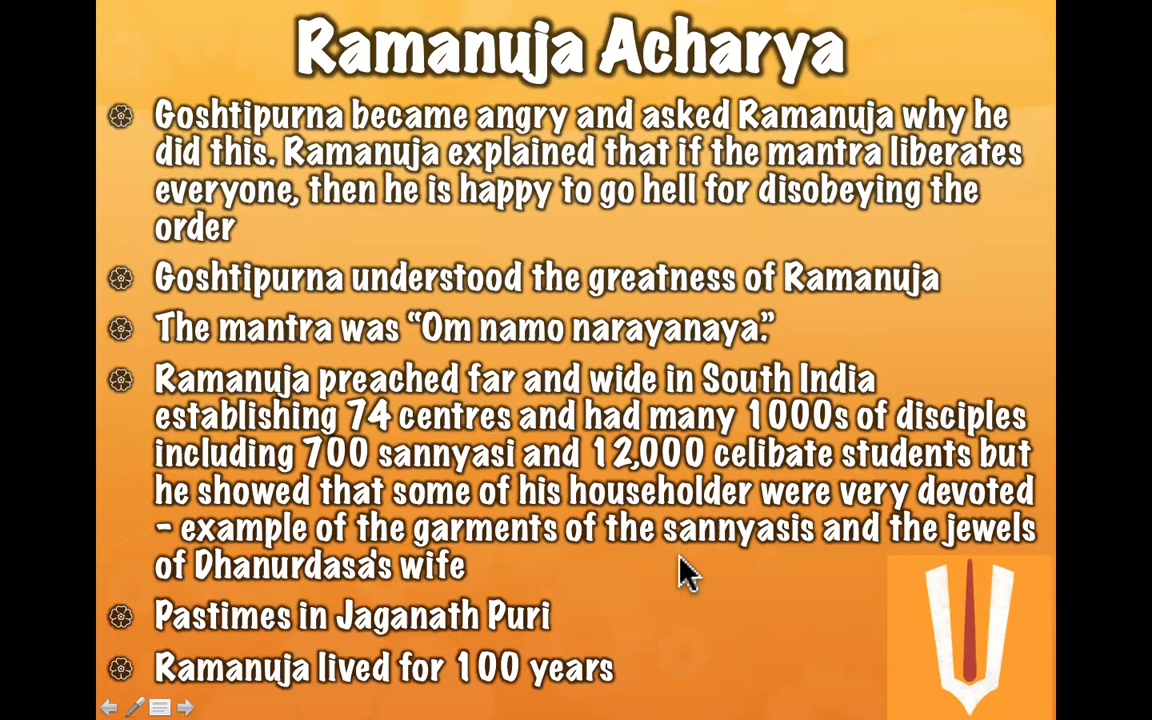 Ramanuja Acharya
Goshtipurna became angry and asked Ramanuja why he
did this. Ramanuja explained that if the mantra liberates
everyone, then he is happy to go hell for disobeying the
order
Goshtipurna understood the greatness of Ramanuja
The mantra was “Om namo narayanaya.”
Ramanuja preached far and wide in South India
establishing 74 centres and had many 1000s of disciples
including 700 sannyasi and 12,000 celibate students but
he showed that some of his householder were very devoted
- example of the garments of the sannyasis and the jewels
of Dhanurdasa's wife
Pastimes in Jaganath Puri
Ramanuja lived for 100 years